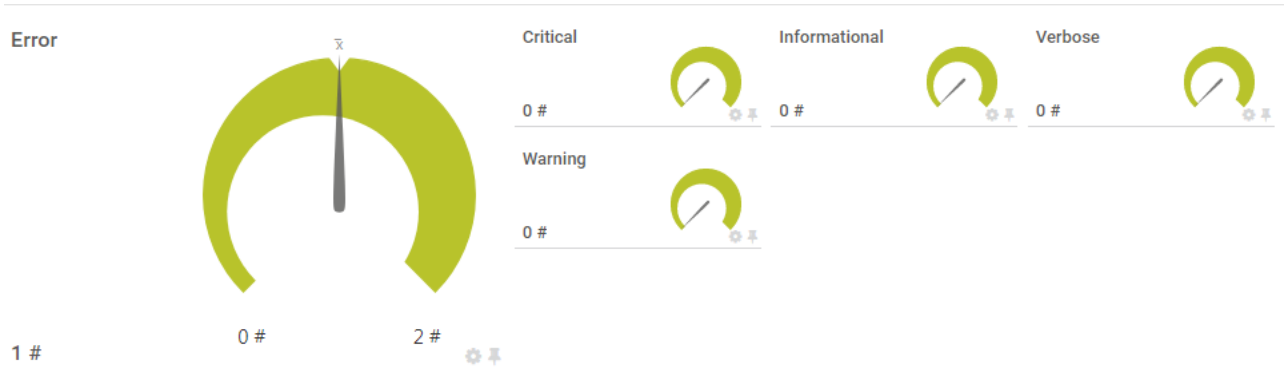 Error
x̄
0 #
2 #
1 #
Critical
0 #
Informational
0 #
Verbose
0 #
Warning
0 #